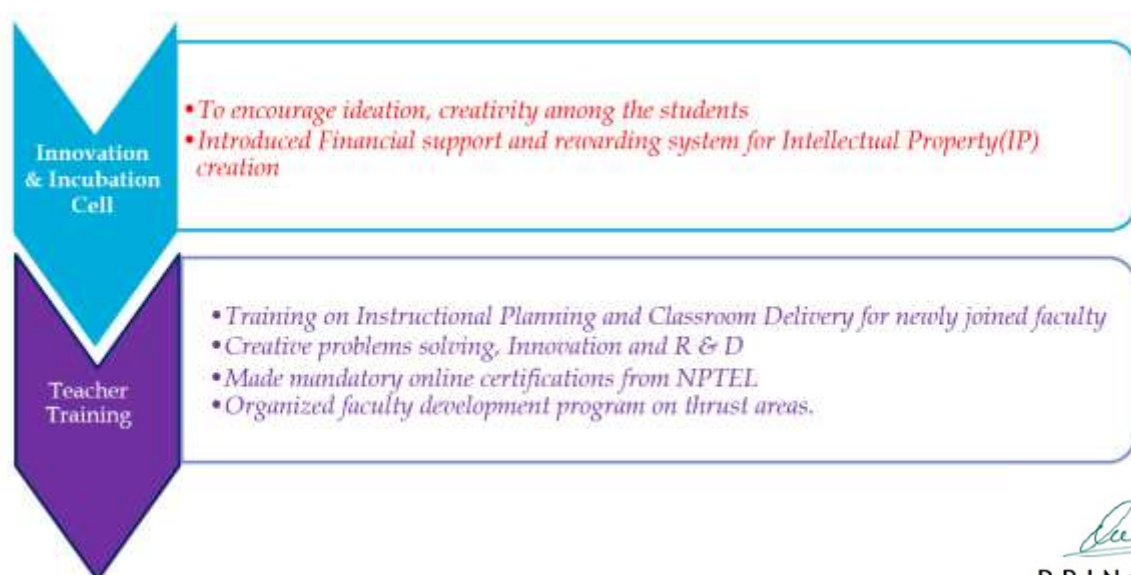 Innovation
& Incubation
Cell
•To encourage ideation, creativity among the students
•Introduced Financial support and rewarding system for Intellectual Property(IP)
creation
Teacher
Training
•Training on Instructional Planning and Classroom Delivery for newly joined faculty
•Creative problems solving, Innovation and R & D
•Made mandatory online certifications from NPTEL
•Organized faculty development program on thrust areas.